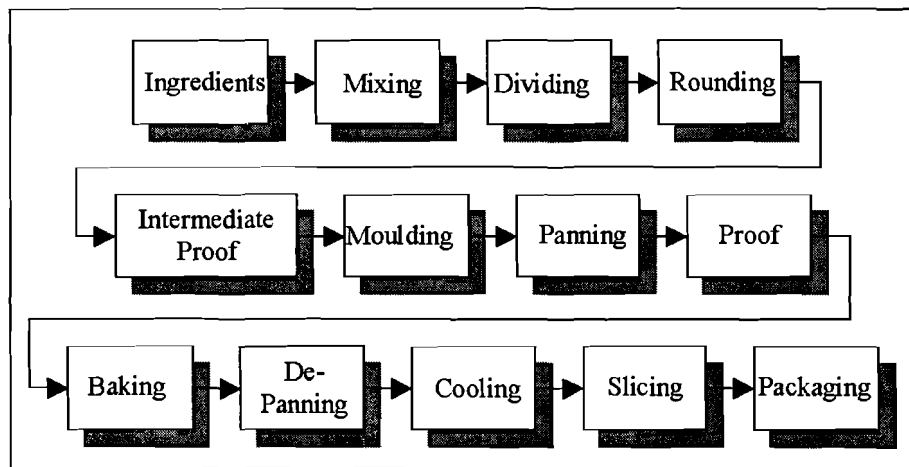 Ingredients
Mixing
Dividing
Rounding
Intermediate
Proof
Moulding
Panning
Proof
Baking
De-
Panning
Cooling
Slicing
Packaging